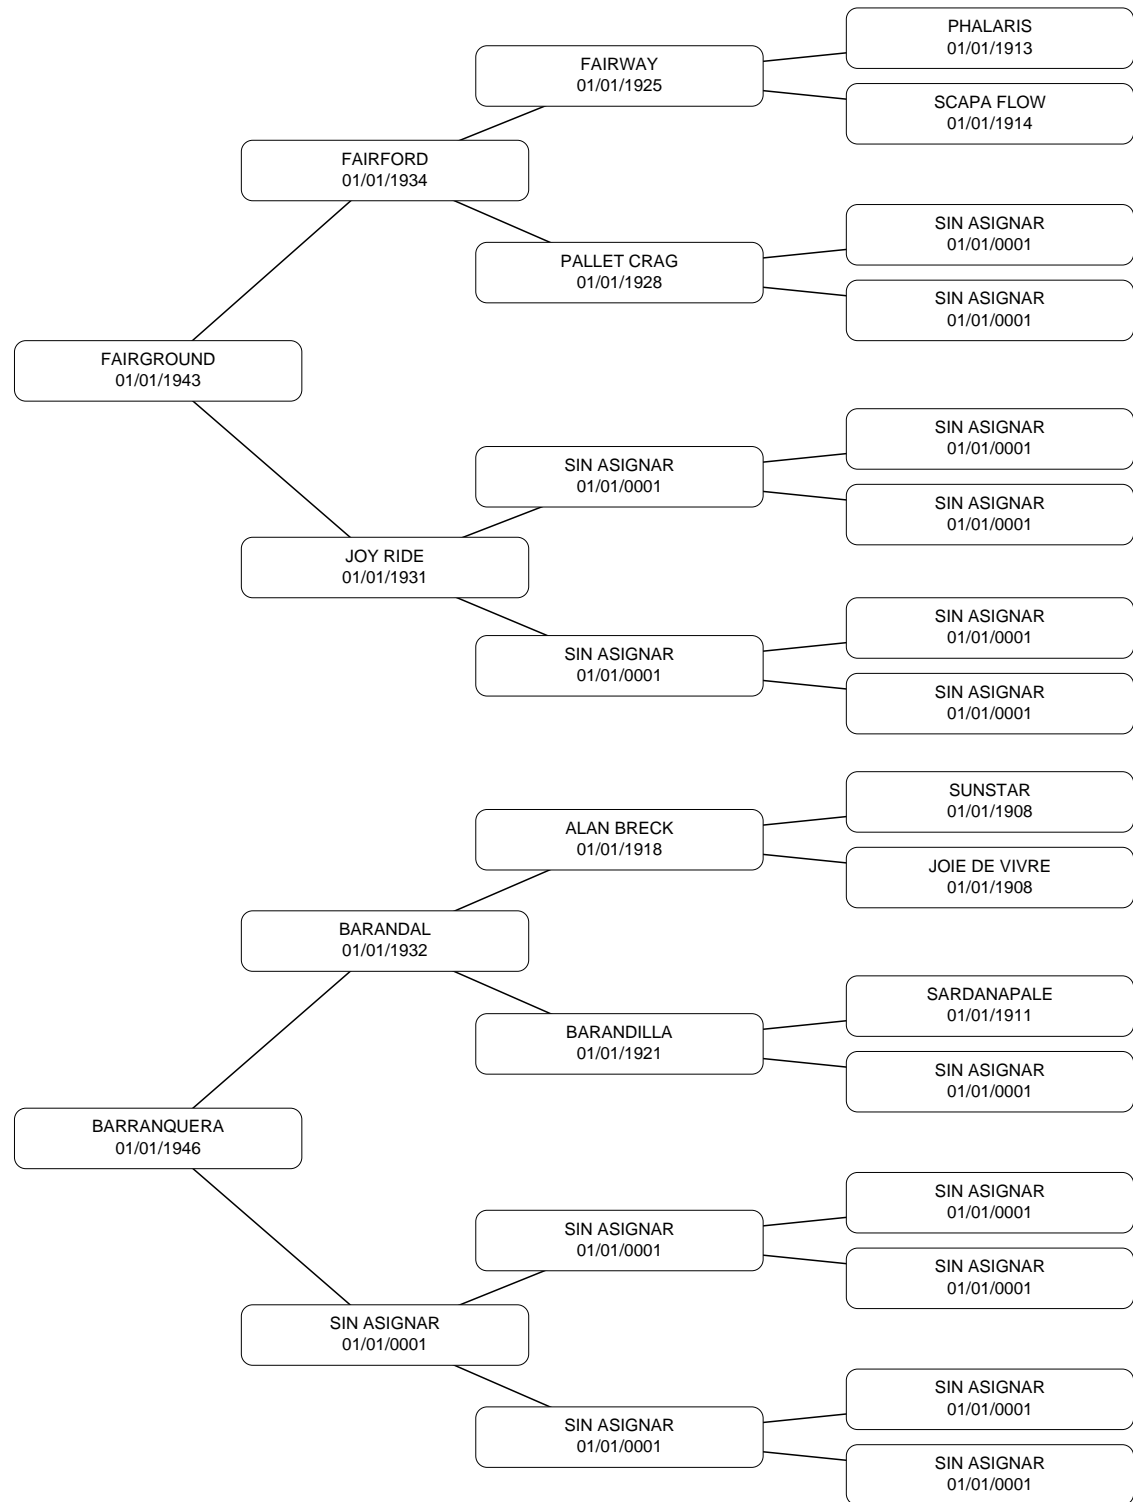 PHALARIS
01/01/1913
FAIRWAY
01/01/1925
SCAPA FLOW
01/01/1914
FAIRFORD
01/01/1934
SIN ASIGNAR
01/01/0001
PALLET CRAG
01/01/1928
SIN ASIGNAR
01/01/0001
FAIRGROUND
01/01/1943
SIN ASIGNAR
01/01/0001
SIN ASIGNAR
01/01/0001
SIN ASIGNAR
01/01/0001
JOY RIDE
01/01/1931
SIN ASIGNAR
01/01/0001
SIN ASIGNAR
01/01/0001
SIN ASIGNAR
01/01/0001
SUNSTAR
01/01/1908
ALAN BRECK
01/01/1918
JOIE DE VIVRE
01/01/1908
BARANDAL
01/01/1932
SARDANAPALE
01/01/1911
BARANDILLA
01/01/1921
SIN ASIGNAR
01/01/0001
BARRANQUERA
01/01/1946
SIN ASIGNAR
01/01/0001
SIN ASIGNAR
01/01/0001
SIN ASIGNAR
01/01/0001
SIN ASIGNAR
01/01/0001
SIN ASIGNAR
01/01/0001
SIN ASIGNAR
01/01/0001
SIN ASIGNAR
01/01/0001